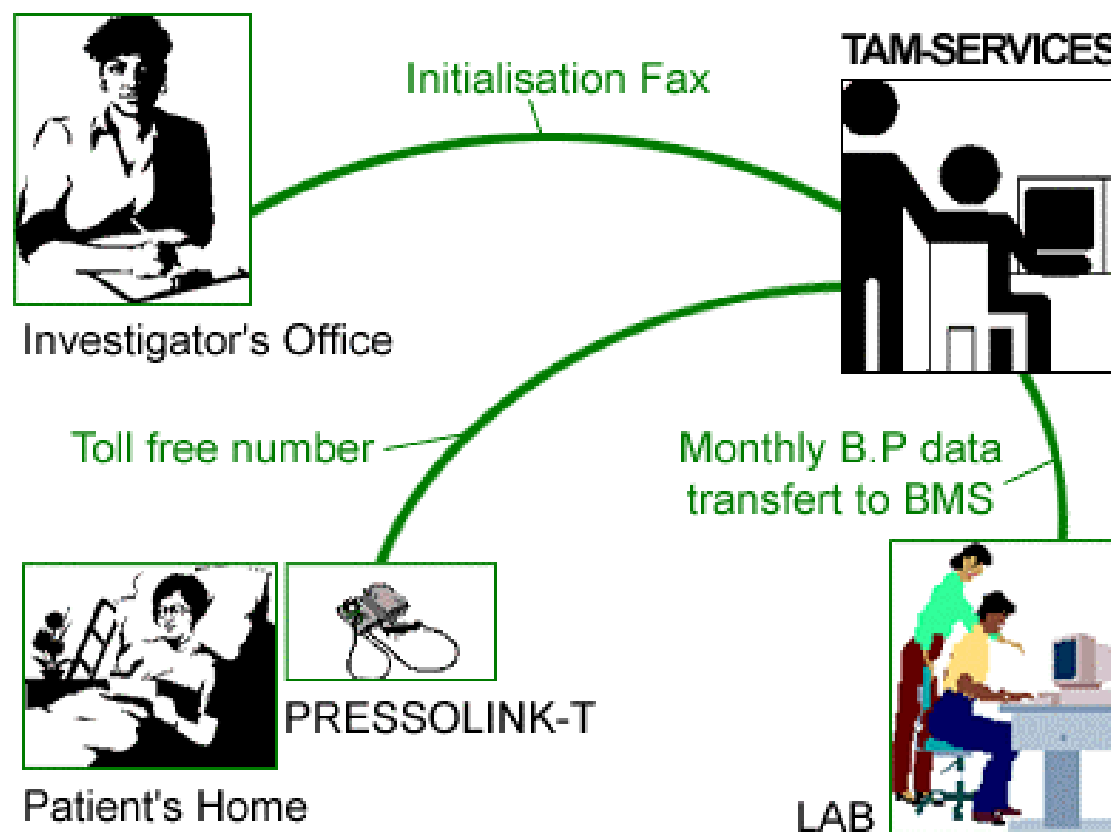 TAM-SERVICES
Initialisation Fax
Investigator's Office
Toll free number
Monthly B.P data
transfert to BMS
PRESSOLINK-T
Patient's Home
LAB